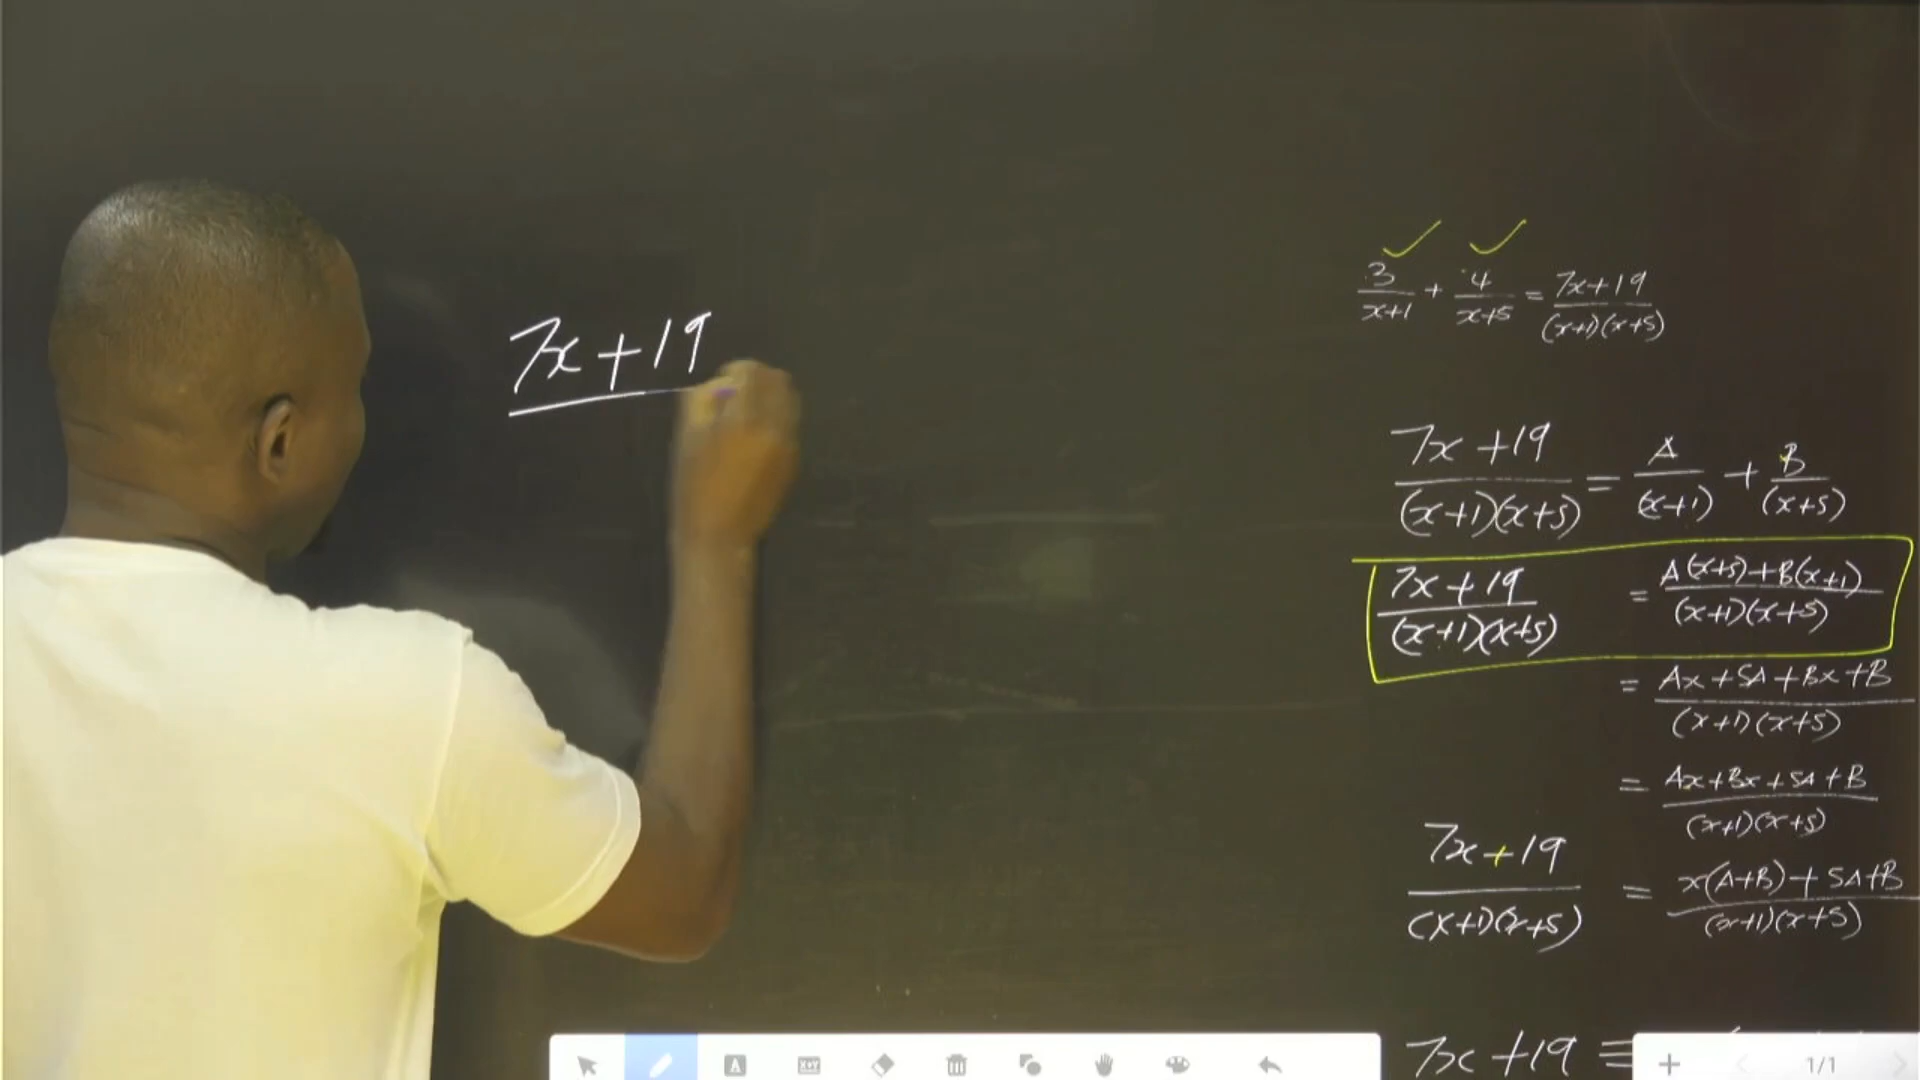 7x+19
3/x+1 + 4/x+5 = 7x+19/(x+1)(x+5)
7x+19/(x+1)(x+5) = A/(x+1) + B/(x+5)
7x+19/(x+1)(x+5) = A(x+5)+B(x+1)/(x+1)(x+5)
= Ax+5A+Bx+B/(x+1)(x+5)
= Ax+Bx+5A+B/(x+1)(x+5)
7x+19/(x+1)(x+5) = x(A+B)+5A+B/(x+1)(x+5)
7x+19 ≡
A
1/1